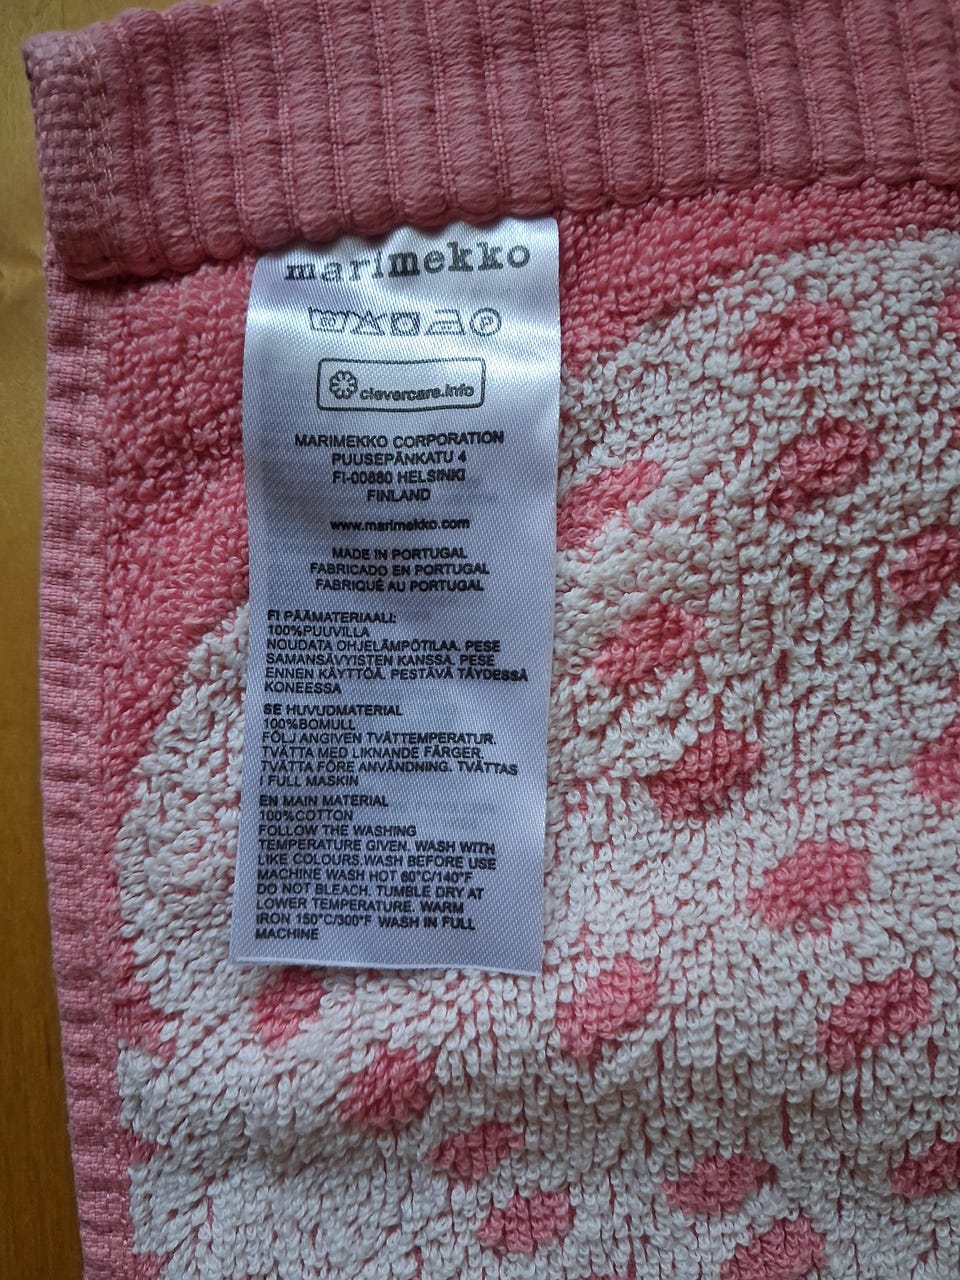 marimekko
clevercare.info
MARIMEKKO CORPORATION
PUUSEPÄNKATU 4
FI-00880 HELSINKI
FINLAND
www.marimekko.com
MADE IN PORTUGAL
FABRICADO EN PORTUGAL
FABRIQUÉ AU PORTUGAL
FI PÄÄMATERIAALI:
100%PUUVILLA
NOUDATA OHJELÄMPÖTILAA. PESE
SAMANSÄVYISTEN KANSSA. PESE
ENNEN KÄYTTÖÄ. PESTÄVÄ TÄYDESSÄ
KONEESSA
SE HUVUDMATERIAL
100%BOMULL
FÖLJ ANGIVEN TVÄTTEMPERATUR.
TVÄTTA MED LIKNANDE FÄRGER.
TVÄTTA FÖRE ANVÄNDNING. TVÄTTAS
I FULL MASKIN
EN MAIN MATERIAL
100%COTTON
FOLLOW THE WASHING
TEMPERATURE GIVEN. WASH WITH
LIKE COLOURS.WASH BEFORE USE
MACHINE WASH HOT 60°C/140°F
DO NOT BLEACH. TUMBLE DRY AT
LOWER TEMPERATURE. WARM
IRON 150°C/300°F WASH IN FULL
MACHINE